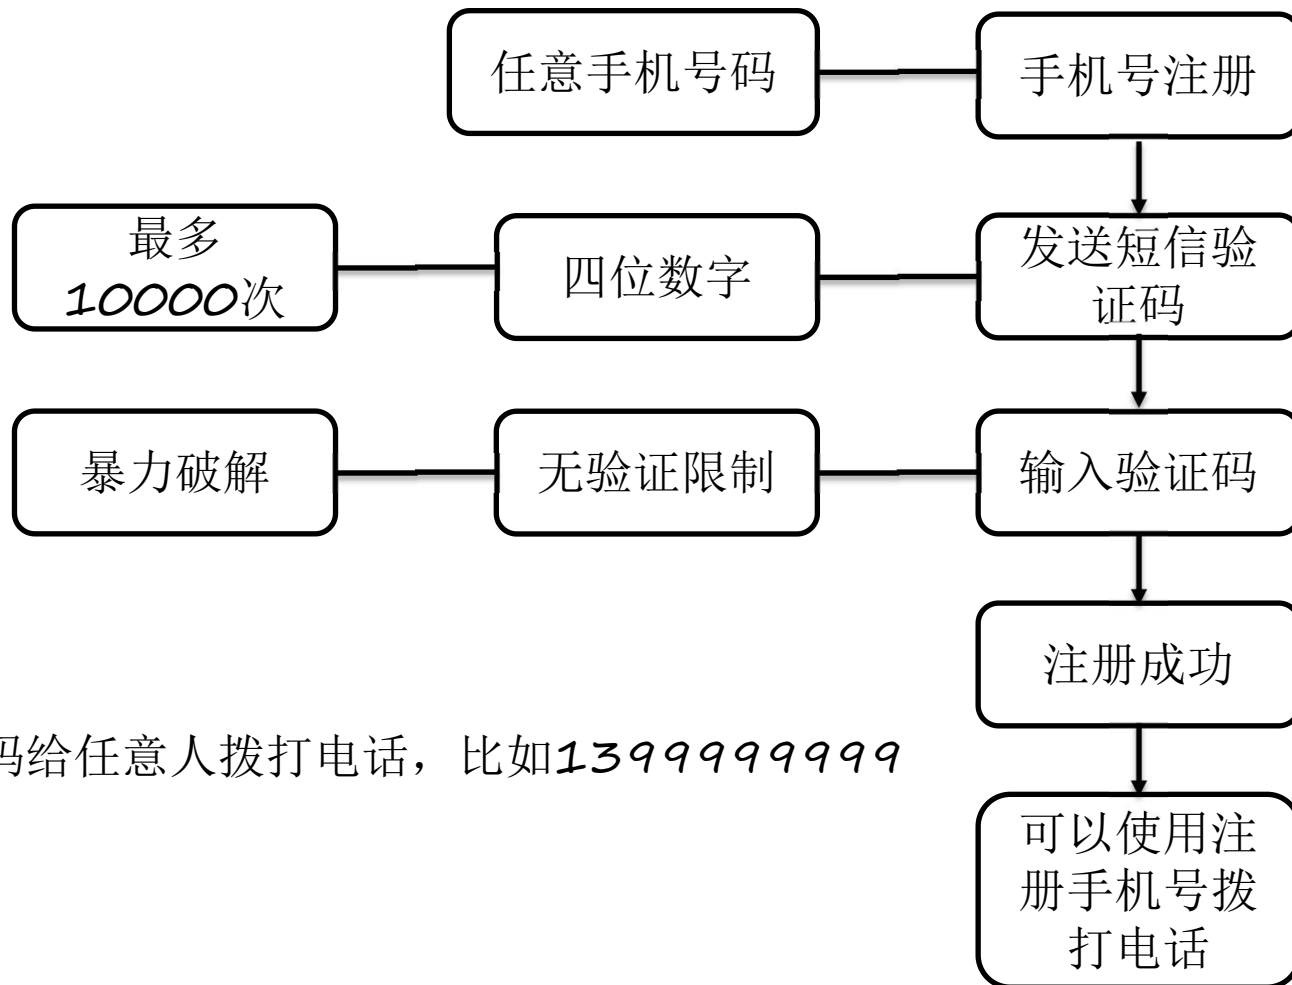 任意手机号码
手机号注册
最多
10000次
四位数字
发送短信验
证码
暴力破解
无验证限制
输入验证码
注册成功
码给任意人拨打电话，比如1399999999
可以使用注
册手机号拨
打电话